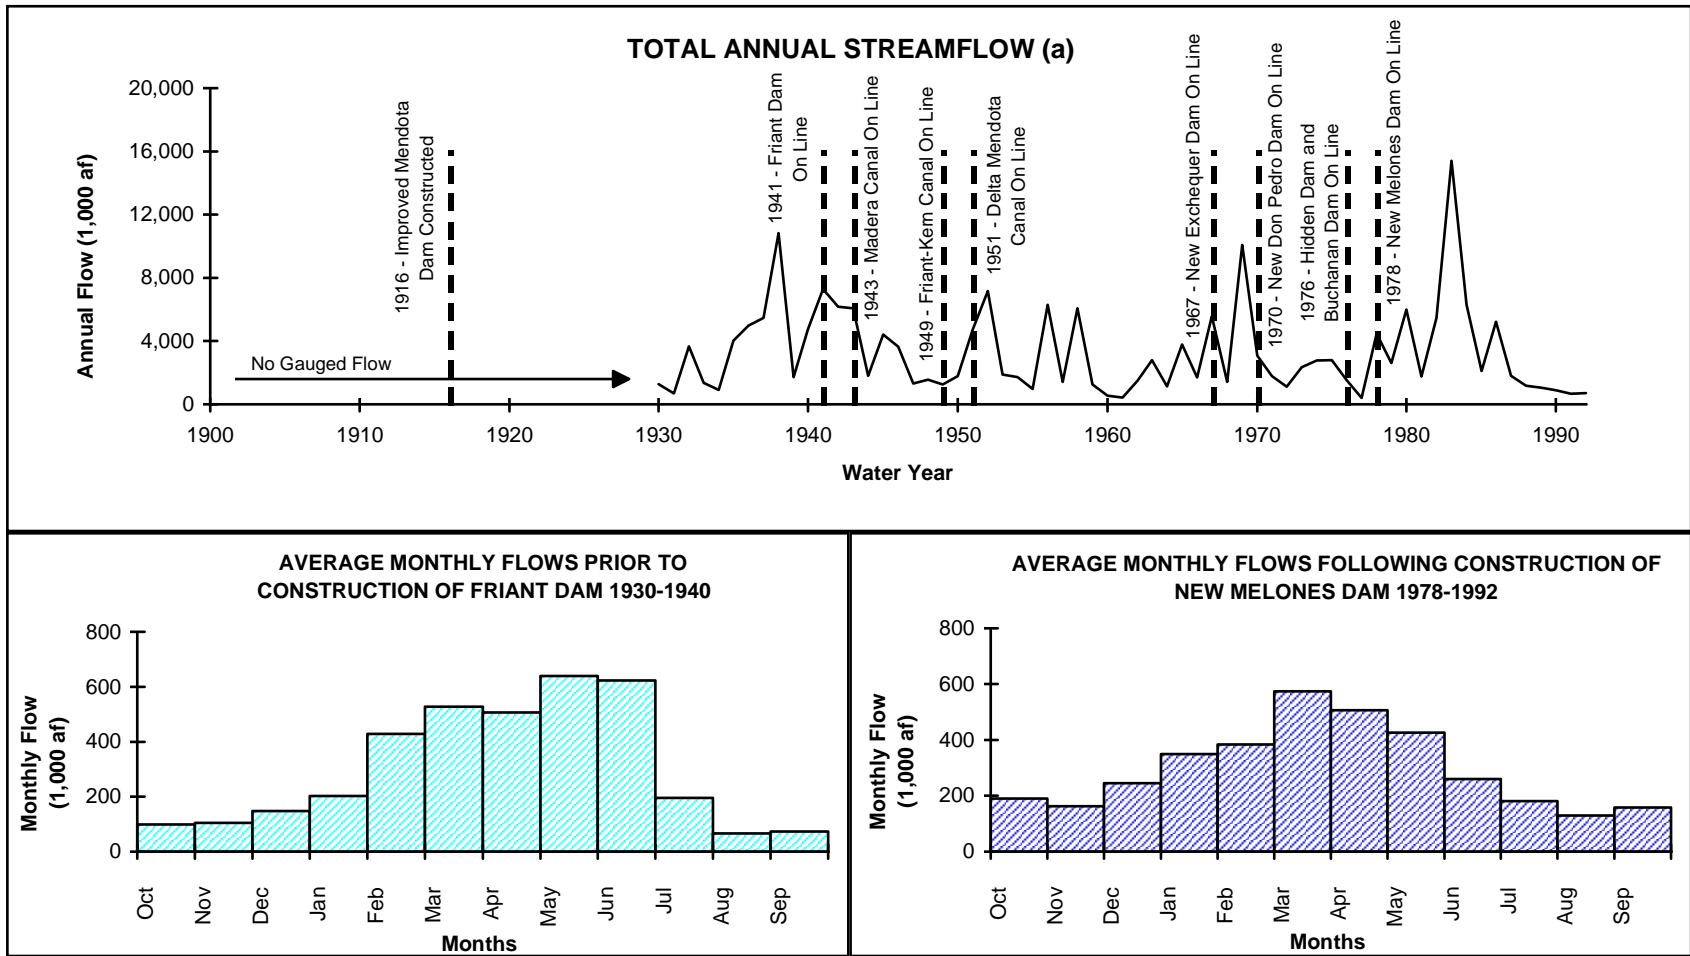 TOTAL ANNUAL STREAMFLOW (a)
Annual Flow (1,000 af)
20,000
16,000
12,000
8,000
4,000
0
1916 - Improved Mendota
Dam Constructed
1941 - Friant Dam
On Line
1943 - Madera Canal On Line
1949 - Friant-Kern Canal On Line
1951 - Delta Mendota
Canal On Line
1967 - New Exchequer Dam On Line
1970 - New Don Pedro Dam On Line
1976 - Hidden Dam and
Buchanan Dam On Line
1978 - New Melones Dam On Line
No Gauged Flow
1900 1910 1920 1930 1940 1950 1960 1970 1980 1990
Water Year
AVERAGE MONTHLY FLOWS PRIOR TO
CONSTRUCTION OF FRIANT DAM 1930-1940
Monthly Flow
(1,000 af)
800
600
400
200
0
Oct Nov Dec Jan Feb Mar Apr May Jun Jul Aug Sep
Months
AVERAGE MONTHLY FLOWS FOLLOWING CONSTRUCTION OF
NEW MELONES DAM 1978-1992
Monthly Flow
(1,000 af)
800
600
400
200
0
Oct Nov Dec Jan Feb Mar Apr May Jun Jul Aug Sep
Months